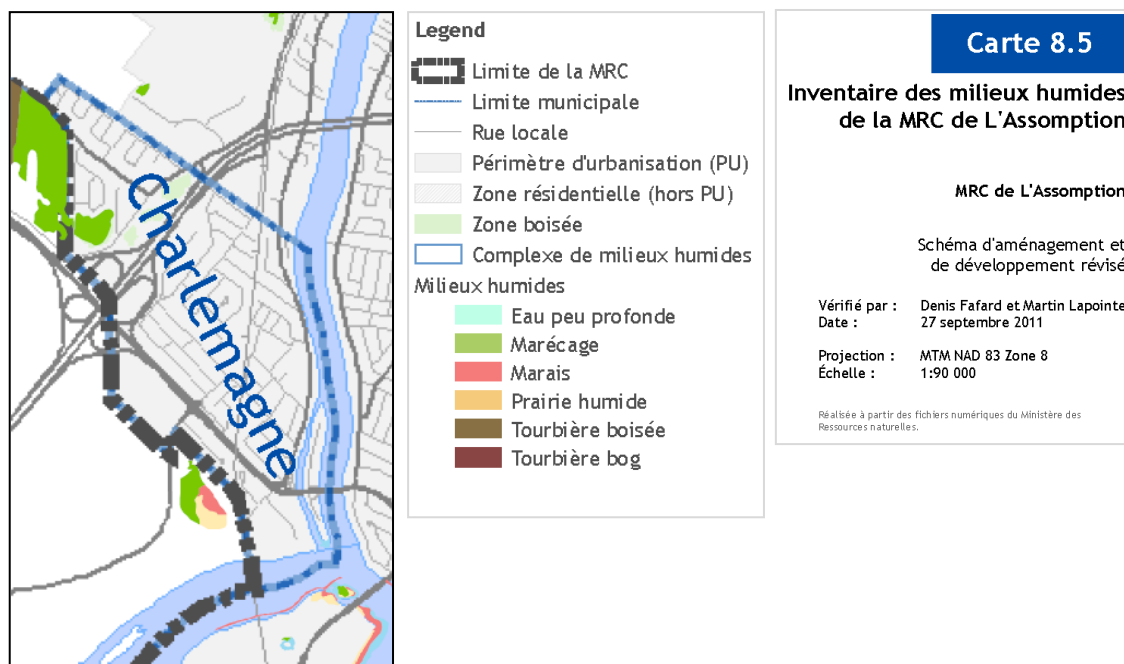 Charlemagne
Legend
Limite de la MRC
Limite municipale
Rue locale
Périmètre d'urbanisation (PU)
Zone résidentielle (hors PU)
Zone boisée
Complexe de milieux humides
Milieux humides
Eau peu profonde
Marécage
Marais
Prairie humide
Tourbière boisée
Tourbière bog
Carte 8.5
Inventaire des milieux humides
de la MRC de L'Assomption
MRC de L'Assomption
Schéma d'aménagement et
de développement révisé
Vérifié par : Denis Fafard et Martin Lapointe
Date : 27 septembre 2011
Projection : MTM NAD 83 Zone 8
Échelle : 1:90 000
Réalisée à partir des fichiers numériques du Ministère des
Ressources naturelles.